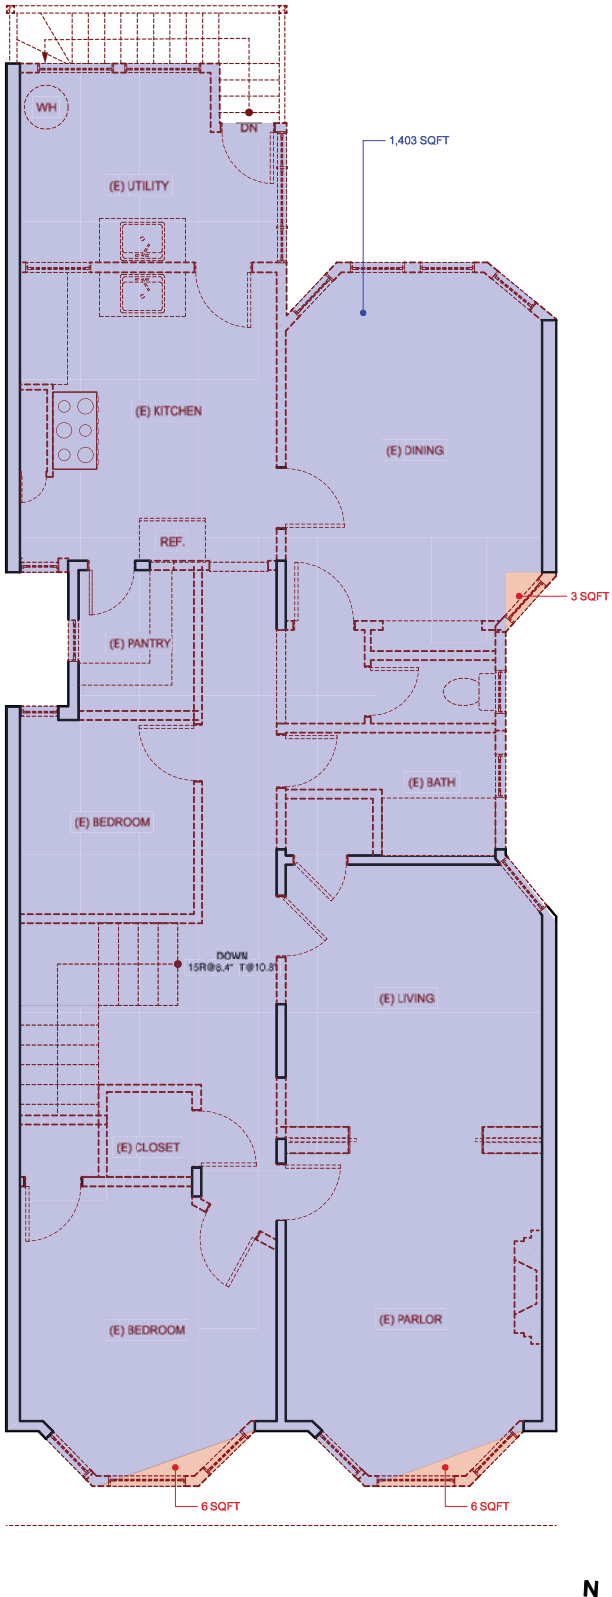 WH
DN
1,403 SQFT
(E) UTILITY
(E) KITCHEN
(E) DINING
REF.
3 SQFT
(E) PANTRY
(E) BATH
(E) BEDROOM
DOWN
15R@8.4" T@10.8"
(E) LIVING
(E) CLOSET
(E) PARLOR
(E) BEDROOM
6 SQFT
6 SQFT
N